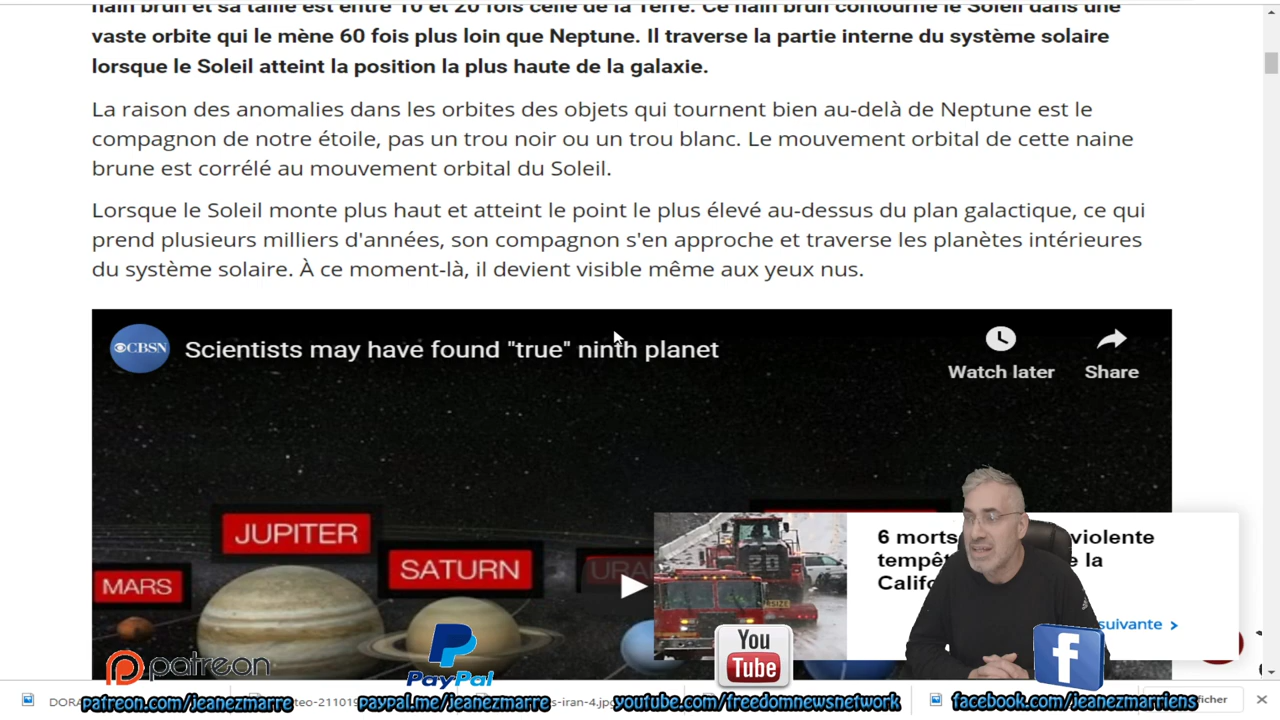 nain brun et sa taille est entre 10 et 20 fois celle de la Terre. Ce nain brun contourne le Soleil dans une
vaste orbite qui le mène 60 fois plus loin que Neptune. Il traverse la partie interne du système solaire
lorsque le Soleil atteint la position la plus haute de la galaxie.
La raison des anomalies dans les orbites des objets qui tournent bien au-delà de Neptune est le
compagnon de notre étoile, pas un trou noir ou un trou blanc. Le mouvement orbital de cette naine
brune est corrélé au mouvement orbital du Soleil.
Lorsque le Soleil monte plus haut et atteint le point le plus élevé au-dessus du plan galactique, ce qui
prend plusieurs milliers d'années, son compagnon s'en approche et traverse les planètes intérieures
du système solaire. À ce moment-là, il devient visible même aux yeux nus.
CBSN
Scientists may have found "true" ninth planet
Watch later
Share
JUPITER
SATURN
MARS
6 morts violente
la
suivante >
20
You
Tube
patreon
PayPal
f
patreon.com/jeanezmarre
paypal.me/jeanezmarre
youtube.com/freedomnewsnetwork
facebook.com/jeanezmarriens